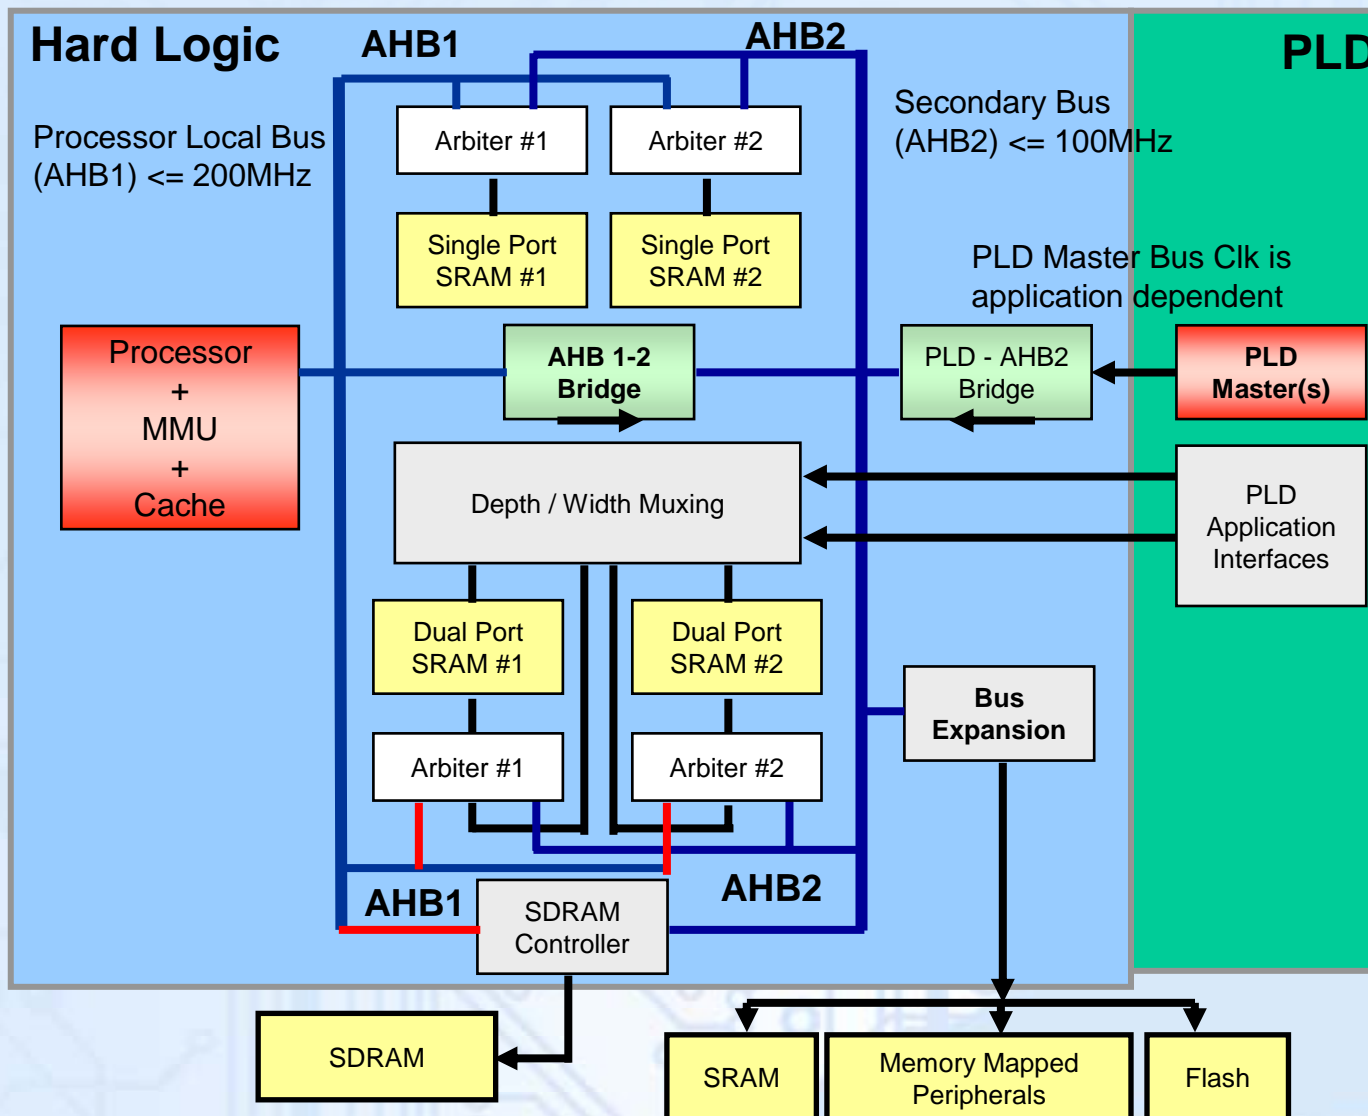 Hard Logic
AHB1
AHB2
PLD
Processor Local Bus
(AHB1) <= 200MHz
Secondary Bus
(AHB2) <= 100MHz
Arbiter #1
Arbiter #2
Single Port
SRAM #1
Single Port
SRAM #2
PLD Master Bus Clk is
application dependent
Processor
+
MMU
+
Cache
AHB 1-2
Bridge
PLD - AHB2
Bridge
PLD
Master(s)
Depth / Width Muxing
PLD
Application
Interfaces
Dual Port
SRAM #1
Dual Port
SRAM #2
Bus
Expansion
Arbiter #1
Arbiter #2
AHB1
AHB2
SDRAM
Controller
SDRAM
SRAM
Memory Mapped
Peripherals
Flash